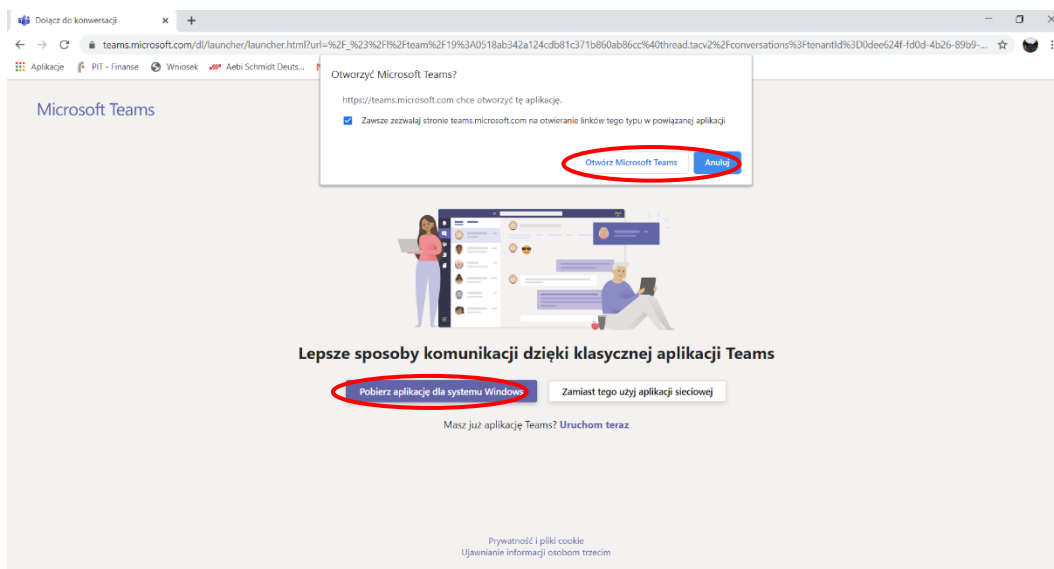 Dołącz do konwersacji
teams.microsoft.com/dl/launcher/launcher.html?url=%2F_%23%2Fl%2Fteam%2F19%3A0518ab342a124cdb81c371b860ab86cc%40thread.tacv2%2Fconversations%3FtenantId%3D0dee624f-fd0d-4b26-89b9-...
Aplikacje PIT - Finanse Wniosek Aebi Schmidt Deuts...
Otworzyć Microsoft Teams?
https://teams.microsoft.com chce otworzyć tę aplikację.
Zawsze zezwalaj stronie teams.microsoft.com na otwieranie linków tego typu w powiązanej aplikacji
Otwórz Microsoft Teams Anuluj
Microsoft Teams
Lepsze sposoby komunikacji dzięki klasycznej aplikacji Teams
Pobierz aplikację dla systemu Windows Zamiast tego użyj aplikacji sieciowej
Masz już aplikację Teams? Uruchom teraz
Prywatność i pliki cookie
Ujawnianie informacji osobom trzecim